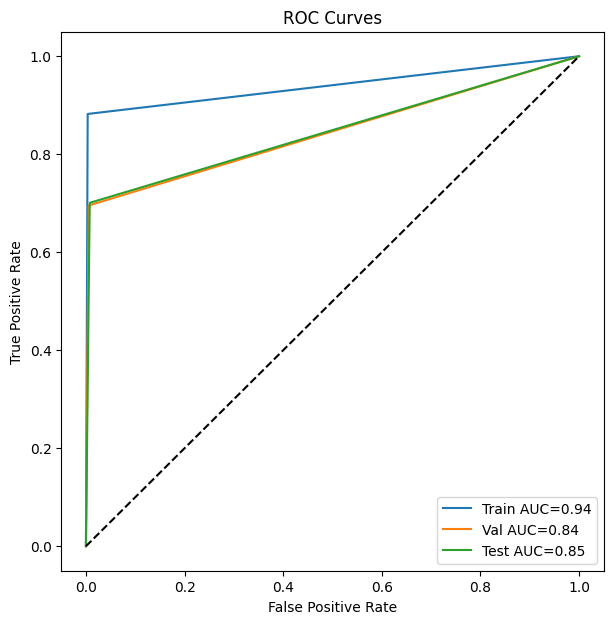 ROC Curves
True Positive Rate
1.0
0.8
0.6
0.4
0.2
0.0
0.0 0.2 0.4 0.6 0.8 1.0
False Positive Rate
Train AUC=0.94
Val AUC=0.84
Test AUC=0.85